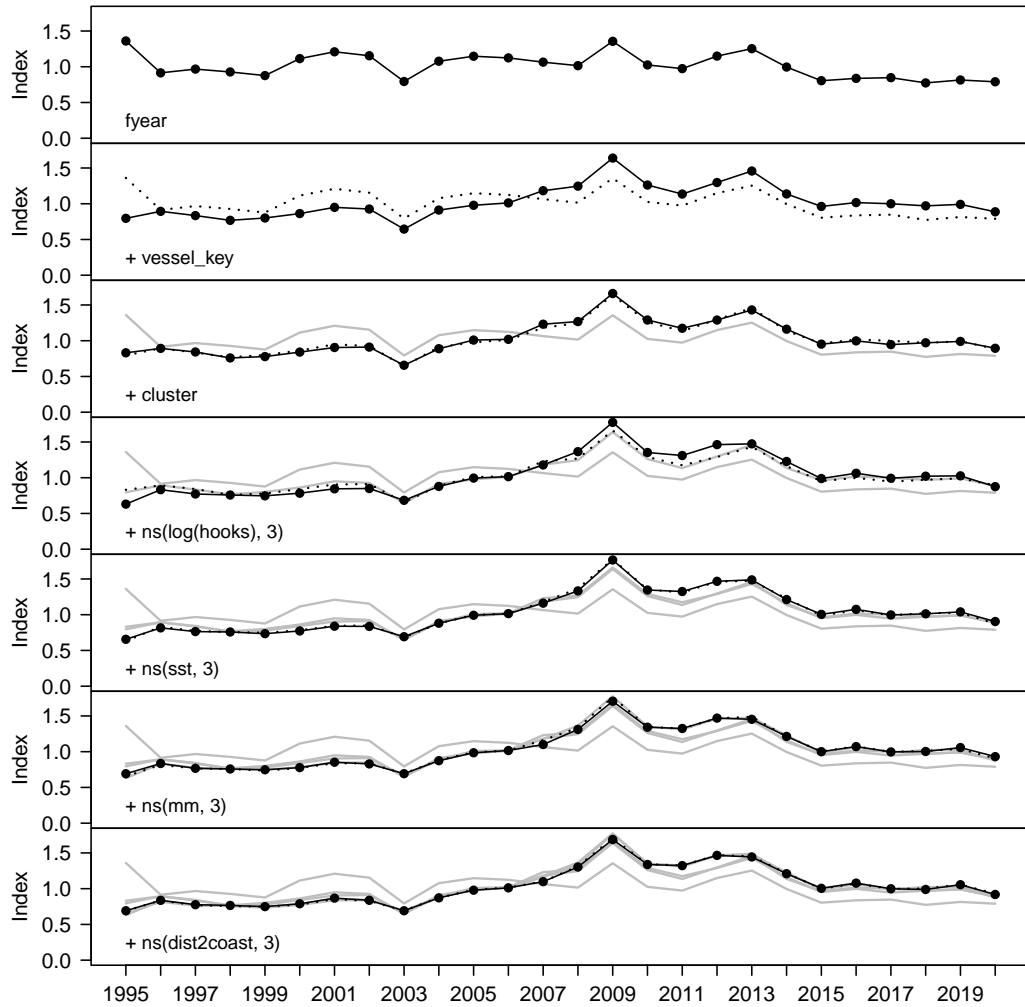 Index
1.5
1.0
0.5
0.0
fyear
Index
1.5
1.0
0.5
0.0
+ vessel_key
Index
1.5
1.0
0.5
0.0
+ cluster
Index
1.5
1.0
0.5
0.0
+ ns(log(hooks), 3)
Index
1.5
1.0
0.5
0.0
+ ns(sst, 3)
Index
1.5
1.0
0.5
0.0
+ ns(mm, 3)
Index
1.5
1.0
0.5
0.0
+ ns(dist2coast, 3)
1995 1997 1999 2001 2003 2005 2007 2009 2011 2013 2015 2017 2019